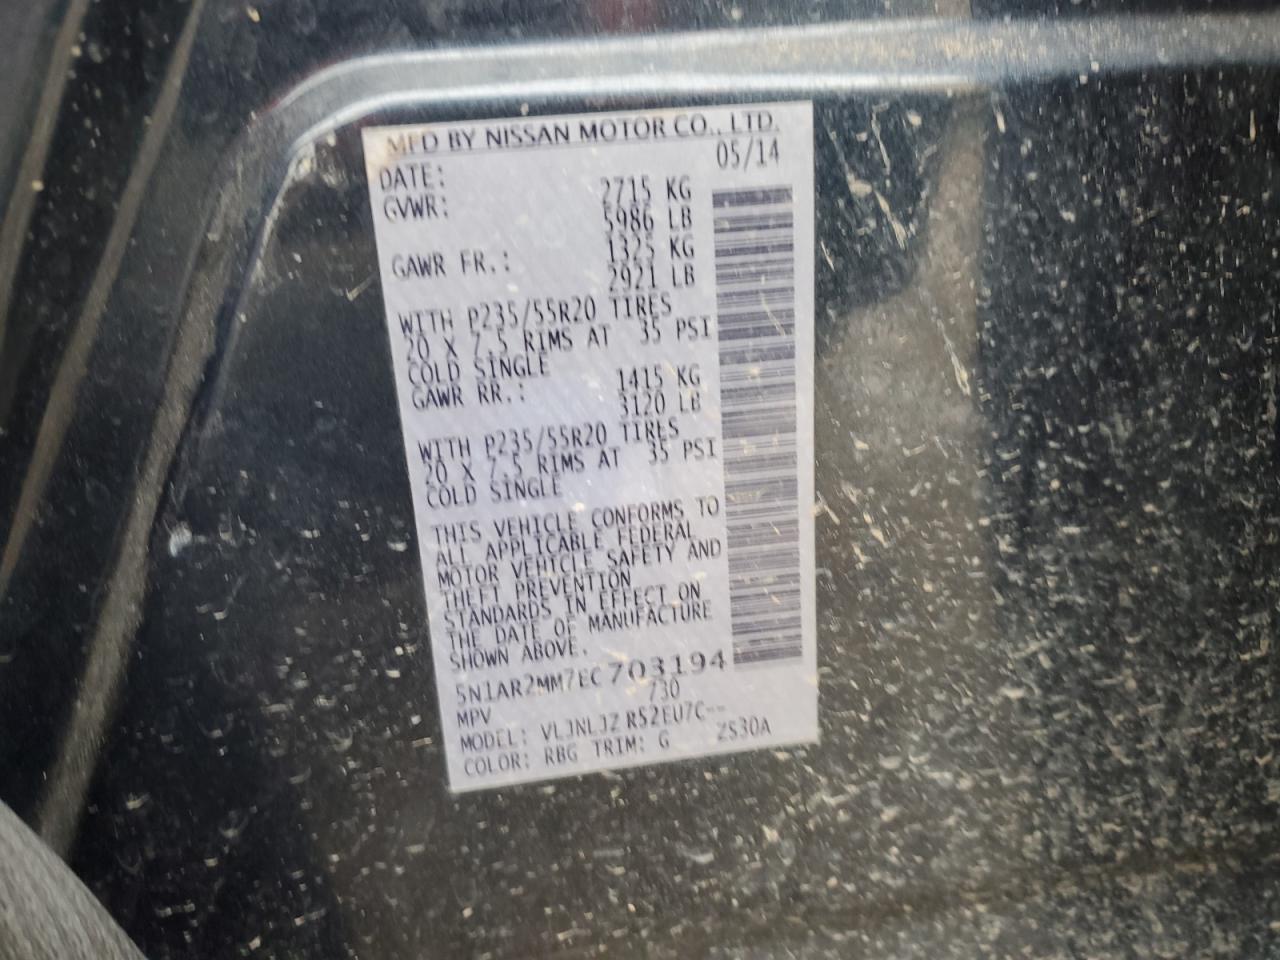 MFD BY NISSAN MOTOR CO., LTD.
DATE: 05/14
GVWR: 2715 KG
5986 LB
GAWR FR.: 1325 KG
2921 LB
WITH P235/55R20 TIRES
20 X 7.5 RIMS AT 35 PSI
COLD SINGLE
GAWR RR.: 1415 KG
3120 LB
WITH P235/55R20 TIRES
20 X 7.5 RIMS AT 35 PSI
COLD SINGLE
THIS VEHICLE CONFORMS TO
ALL APPLICABLE FEDERAL
MOTOR VEHICLE SAFETY AND
THEFT PREVENTION
STANDARDS IN EFFECT ON
THE DATE OF MANUFACTURE
SHOWN ABOVE.
5N1AR2MM7EC703194
MPV 730
MODEL: VLJNLJZ R52EU7C--
COLOR: RBG TRIM: G ZS30A